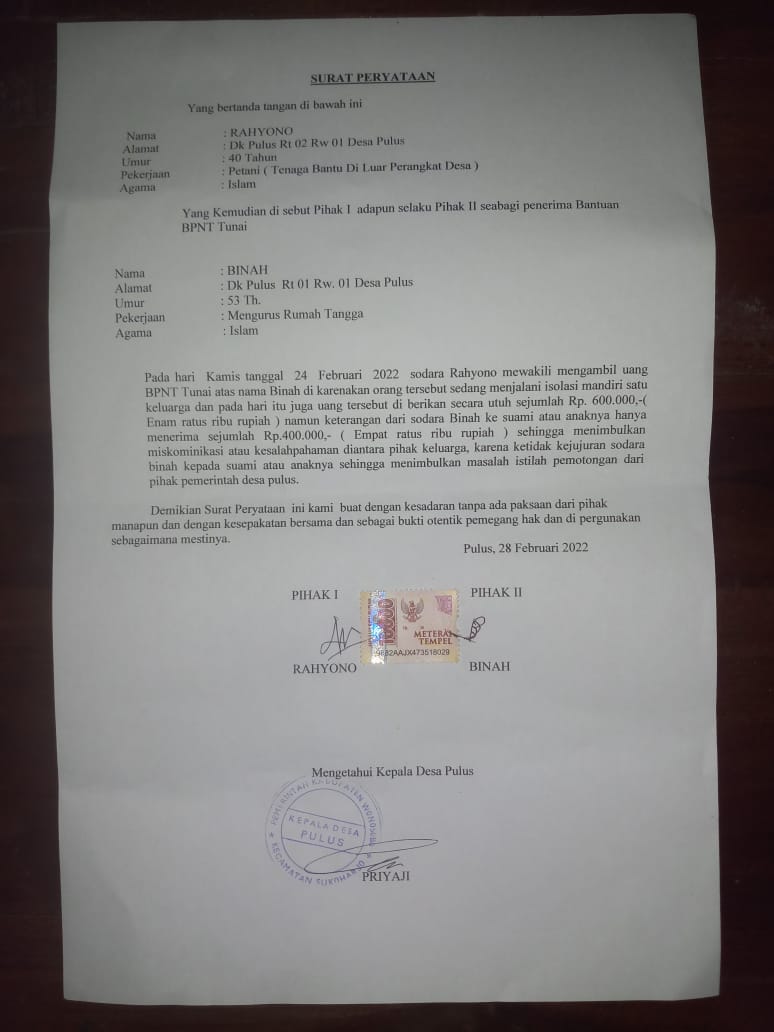 SURAT PERYATAAN
Yang bertanda tangan di bawah ini
Nama : RAHYONO
Alamat : Dk Pulus Rt 02 Rw 01 Desa Pulus
Umur : 40 Tahun
Pekerjaan : Petani ( Tenaga Bantu Di Luar Perangkat Desa )
Agama : Islam
Yang Kemudian di sebut Pihak I adapun selaku Pihak II seabagi penerima Bantuan
BPNT Tunai
Nama : BINAH
Alamat : Dk Pulus Rt 01 Rw. 01 Desa Pulus
Umur : 53 Th.
Pekerjaan : Mengurus Rumah Tangga
Agama : Islam
Pada hari Kamis tanggal 24 Februari 2022 sodara Rahyono mewakili mengambil uang
BPNT Tunai atas nama Binah di karenakan orang tersebut sedang menjalani isolasi mandiri satu
keluarga dan pada hari itu juga uang tersebut di berikan secara utuh sejumlah Rp. 600.000,-(
Enam ratus ribu rupiah ) namun keterangan dari sodara Binah ke suami atau anaknya hanya
menerima sejumlah Rp.400.000,- ( Empat ratus ribu rupiah ) sehingga menimbulkan
miskominikasi atau kesalahpahaman diantara pihak keluarga, karena ketidak kejujuran sodara
binah kepada suami atau anaknya sehingga menimbulkan masalah istilah pemotongan dari
pihak pemerintah desa pulus.
Demikian Surat Peryataan ini kami buat dengan kesadaran tanpa ada paksaan dari pihak
manapun dan dengan kesepakatan bersama dan sebagai bukti otentik pemegang hak dan di pergunakan
sebagaimana mestinya.
Pulus, 28 Februari 2022
PIHAK I PIHAK II
10000
METERAI
TEMPEL
9882AAJX473518029
RAHYONO BINAH
Mengetahui Kepala Desa Pulus
PEMERINTAH KABUPATEN
KEPALA DESA
PULUS
KECAMATAN SUKOHARJO
PRIYAJI